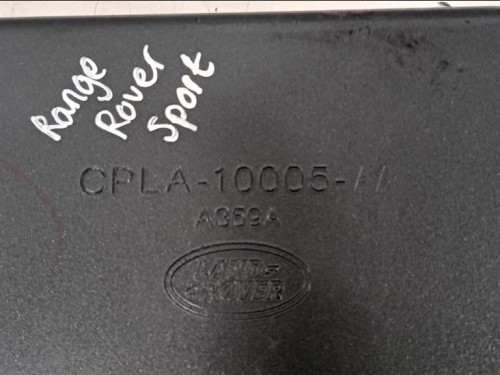 Range
Rover
Sport
CPLA-10005-
A359A
LAND
ROVER